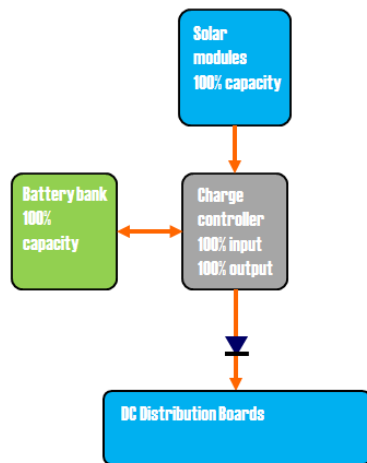 Solar
modules
100% capacity
Battery bank
100%
capacity
Charge
controller
100% input
100% output
DC Distribution Boards